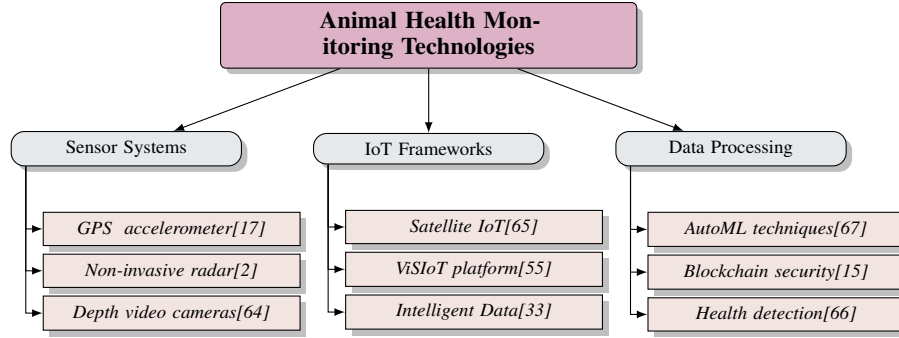 Animal Health Mon-
itoring Technologies
Sensor Systems
GPS accelerometer[17]
Non-invasive radar[2]
Depth video cameras[64]
IoT Frameworks
Satellite IoT[65]
ViSIoT platform[55]
Intelligent Data[33]
Data Processing
AutoML techniques[67]
Blockchain security[15]
Health detection[66]